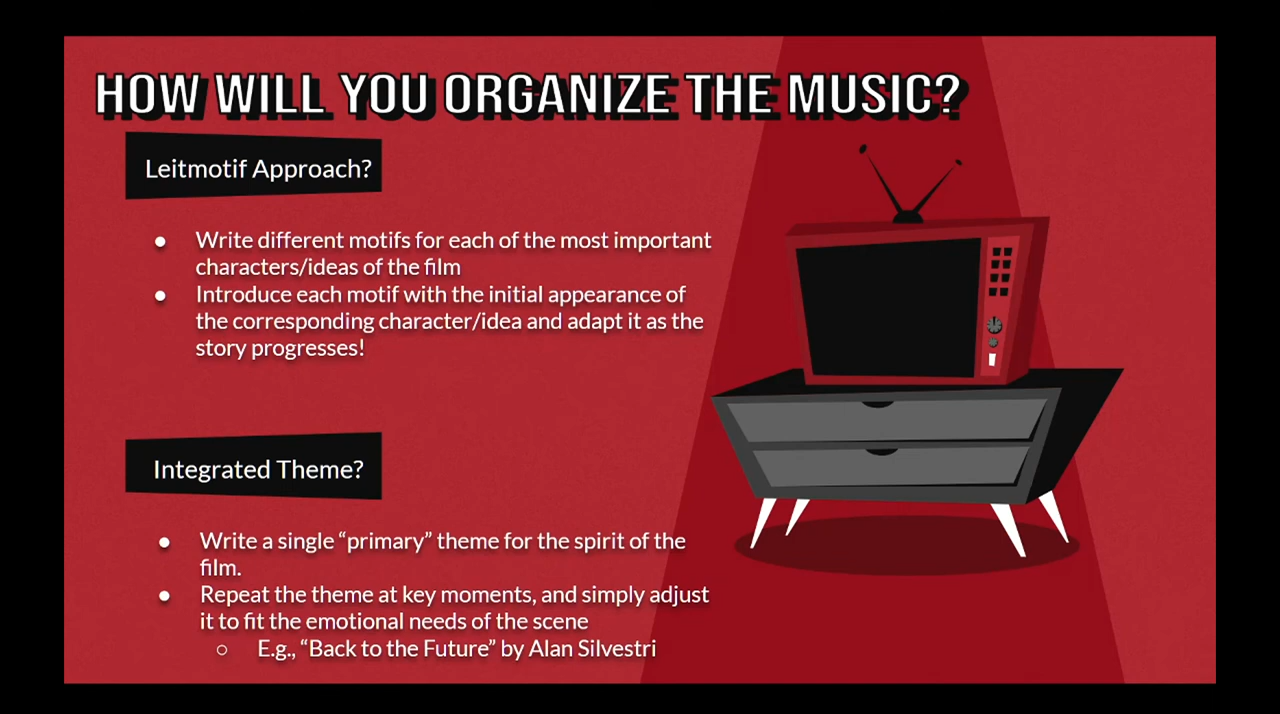 HOW WILL YOU ORGANIZE THE MUSIC?
Leitmotif Approach?
● Write different motifs for each of the most important
characters/ideas of the film
● Introduce each motif with the initial appearance of
the corresponding character/idea and adapt it as the
story progresses!
Integrated Theme?
● Write a single “primary” theme for the spirit of the
film.
● Repeat the theme at key moments, and simply adjust
it to fit the emotional needs of the scene
○ E.g., “Back to the Future” by Alan Silvestri